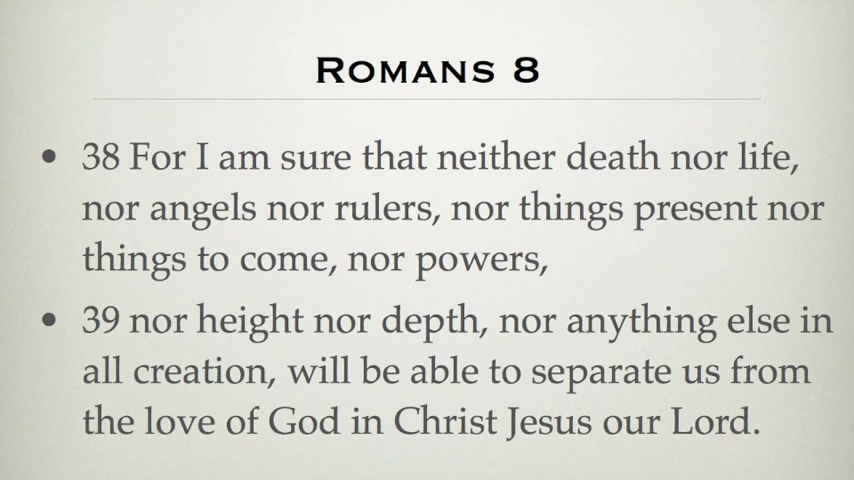 ROMANS 8
• 38 For I am sure that neither death nor life,
nor angels nor rulers, nor things present nor
things to come, nor powers,
• 39 nor height nor depth, nor anything else in
all creation, will be able to separate us from
the love of God in Christ Jesus our Lord.